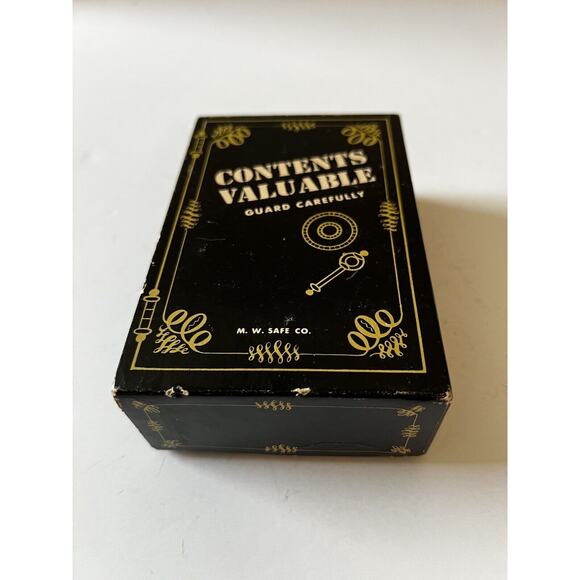 CONTENTS
VALUABLE
GUARD CAREFULLY
M. W. SAFE CO.